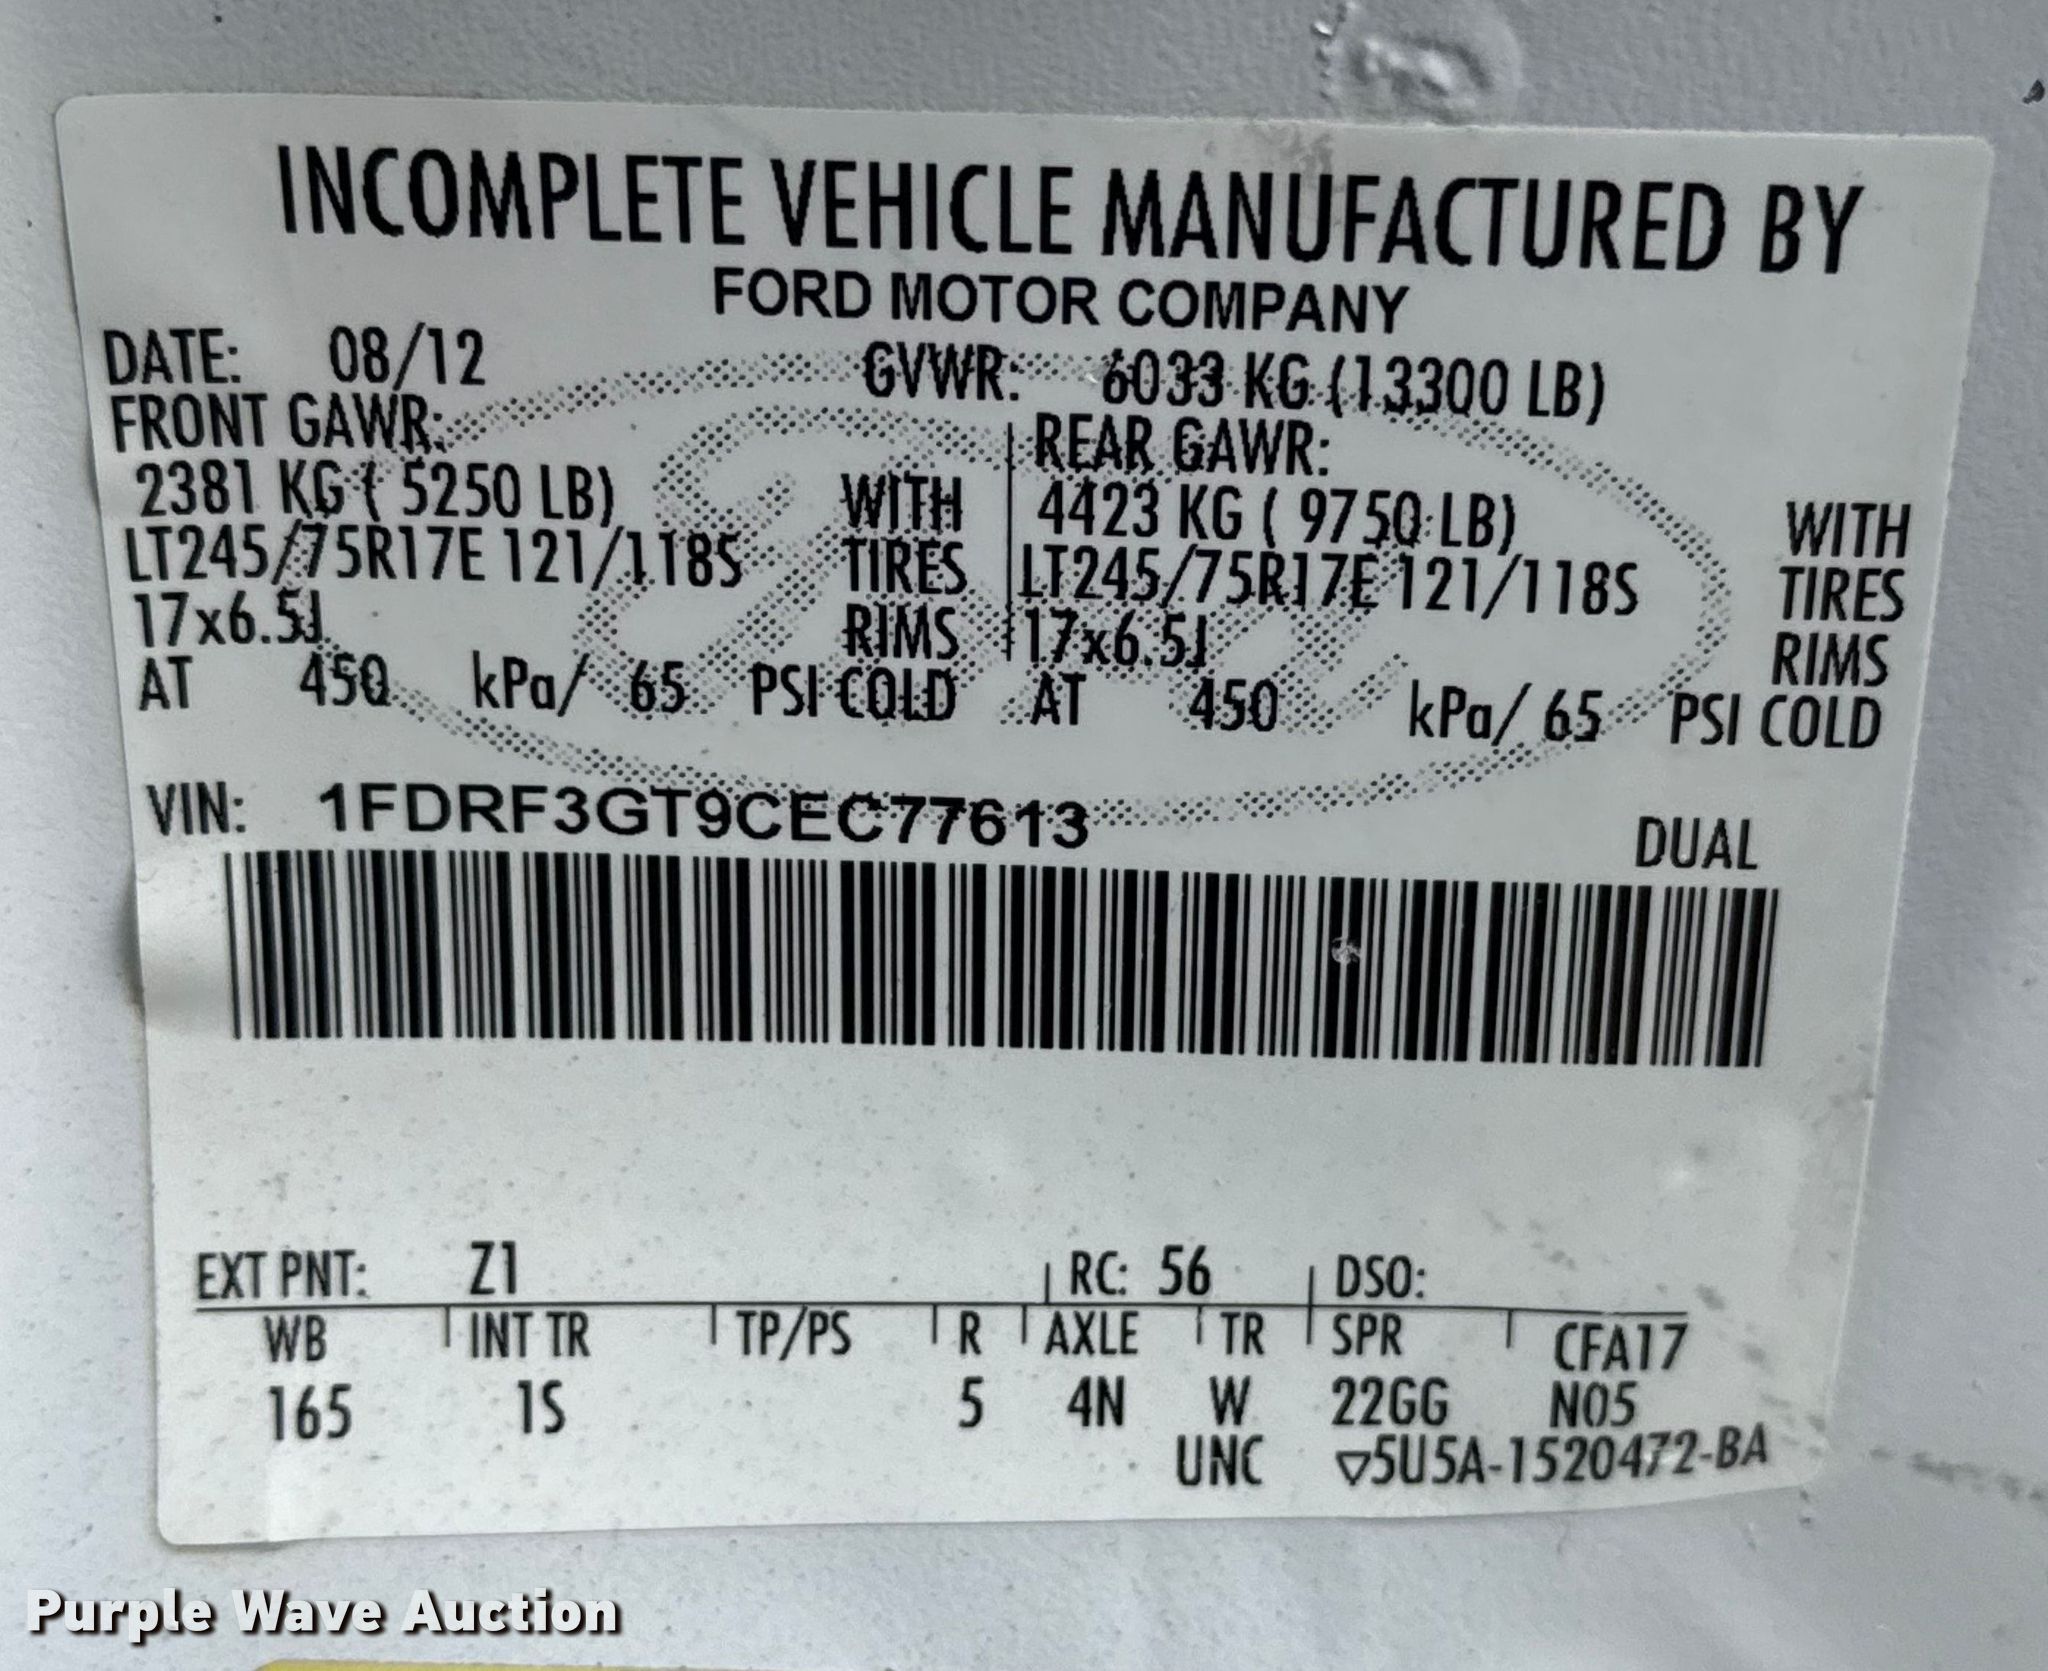 INCOMPLETE VEHICLE MANUFACTURED BY
FORD MOTOR COMPANY
DATE: 08/12 GVWR: 6033 KG (13300 LB)
FRONT GAWR: REAR GAWR:
2381 KG ( 5250 LB) WITH 4423 KG ( 9750 LB) WITH
LT245/75R17E 121/118S TIRES LT245/75R17E 121/118S TIRES
17x6.5J RIMS 17x6.5J RIMS
AT 450 kPa/ 65 PSI COLD AT 450 kPa/ 65 PSI COLD
VIN: 1FDRF3GT9CEC77613 DUAL
EXT PNT: Z1 RC: 56 DSO:
WB INT TR TP/PS R AXLE TR SPR CFA17
165 1S 5 4N W 22GG N05
UNC ▽5U5A-1520472-BA
Purple Wave Auction